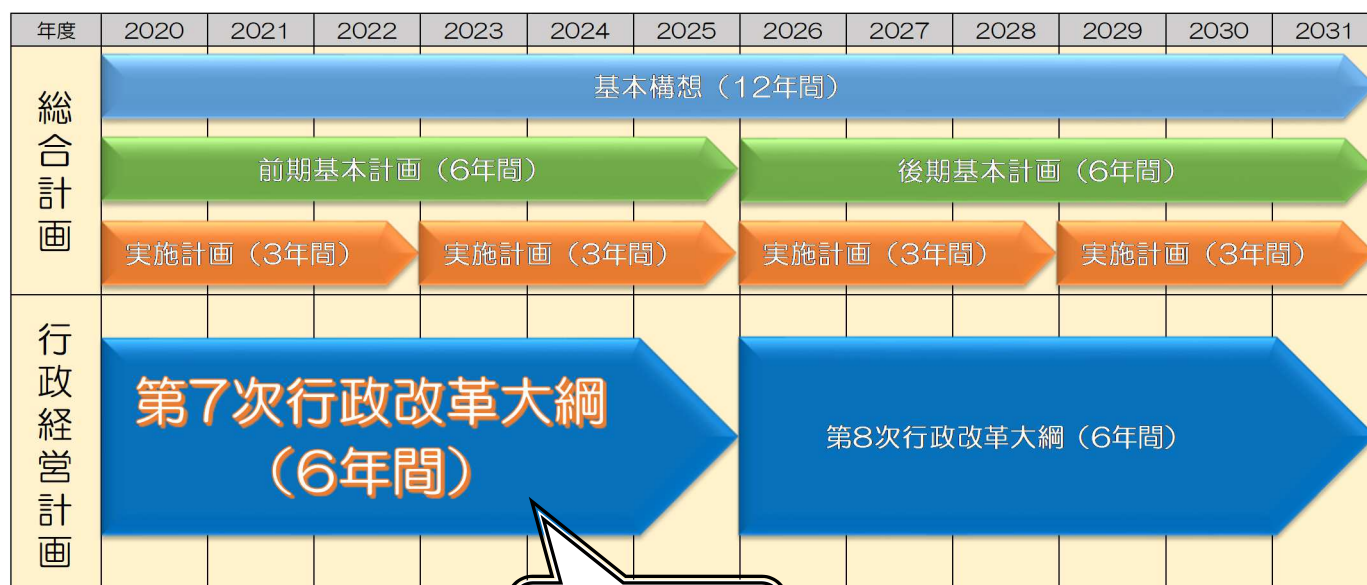 年度 2020 2021 2022 2023 2024 2025 2026 2027 2028 2029 2030 2031
総合計画
基本構想（12年間）
前期基本計画（6年間） 後期基本計画（6年間）
実施計画（3年間） 実施計画（3年間） 実施計画（3年間） 実施計画（3年間）
行政経営計画
第7次行政改革大綱
（6年間）
第8次行政改革大綱（6年間）